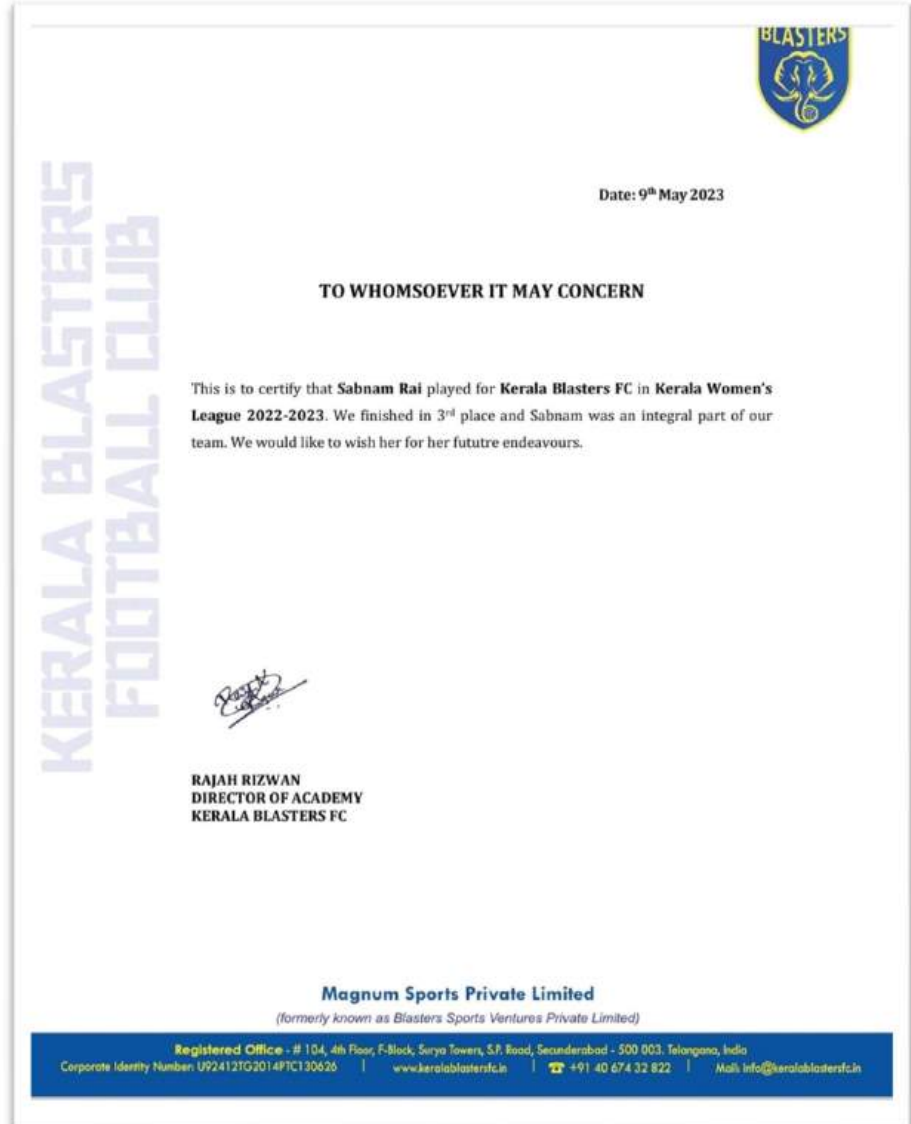 BLASTERS
KERALA BLASTERS
FOOTBALL CLUB
Date: 9th May 2023
TO WHOMSOEVER IT MAY CONCERN
This is to certify that Sabnam Rai played for Kerala Blasters FC in Kerala Women's
League 2022-2023. We finished in 3rd place and Sabnam was an integral part of our
team. We would like to wish her for her fututre endeavours.
RAJAH RIZWAN
DIRECTOR OF ACADEMY
KERALA BLASTERS FC
Magnum Sports Private Limited
(formerly known as Blasters Sports Ventures Private Limited)
Registered Office - # 104, 4th Floor, F-Block, Surya Towers, S.P. Road, Secunderabad - 500 003. Telangana, India
Corporate Identity Number: U92412TG2014PTC130626 | www.keralablastersfc.in | ☎ +91 40 674 32 822 | Mail: info@keralablastersfc.in